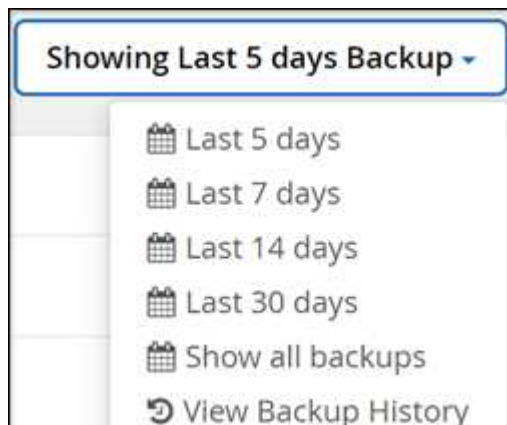 Showing Last 5 days Backup
Last 5 days
Last 7 days
Last 14 days
Last 30 days
Show all backups
View Backup History